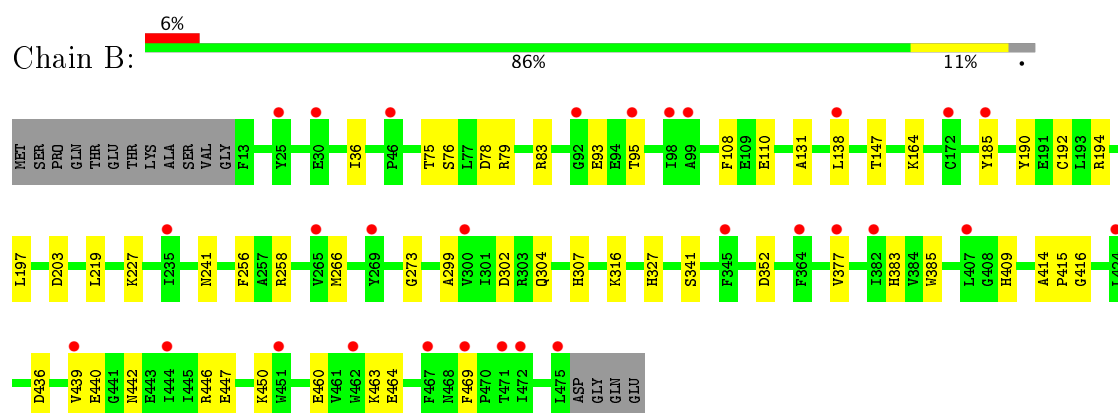 6%
Chain B:
86%
11%
MET SER PRO GLN THR GLU THR LYS ALA SER VAL GLY F13 Y25 E30 I36 P46 T75 S76 L77 D78 R79 R83 G92 E93 E94 T95 I98 A99 F108 E109 E110 A131 L138 T147 K164 C172 Y185 Y190 E191 C192 L193 R194
L197 D203 L219 K227 I235 N241 F256 A257 R258 V265 M266 Y269 G273 A299 V300 I301 D302 R303 Q304 H307 K316 H327 S341 F345 D352 F364 V377 I382 H383 V384 W385 L407 G408 H409 A414 P415 G416
D436 V439 E440 G441 N442 E443 I444 I445 R446 E447 K450 W451 E460 V461 W462 K463 E464 F467 N468 F469 P470 T471 I472 L475 ASP GLY GLN GLU